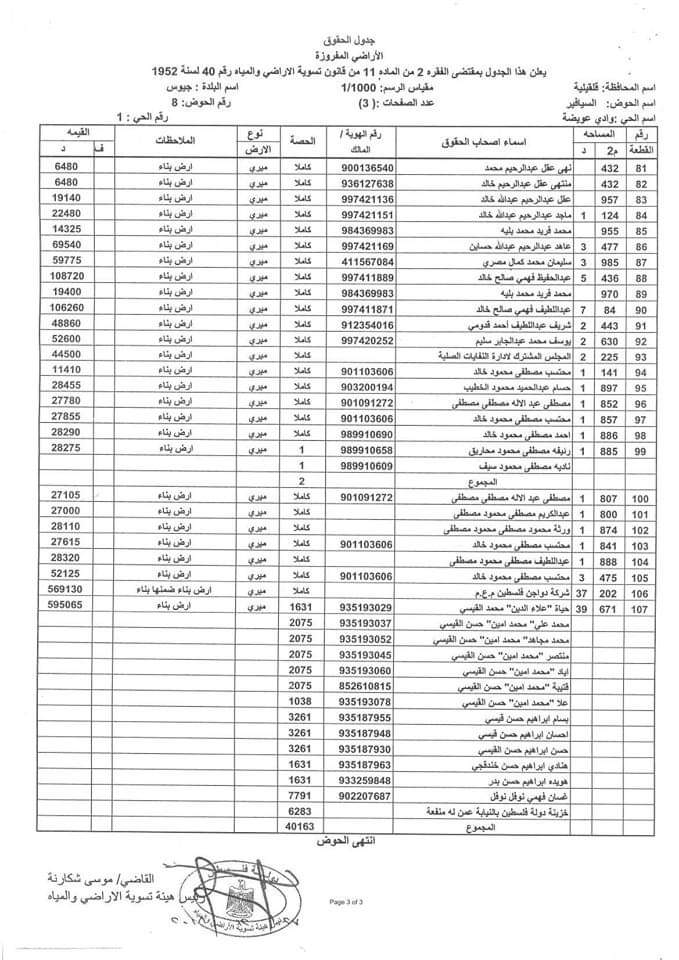 جدول الحقوق
الأراضي المفروزة
يعلن هذا الجدول بمقتضى الفقره 2 من الماده 11 من قانون تسوية الاراضي والمياه رقم 40 لسنة 1952
اسم المحافظة: قلقيلية مقياس الرسم: 1/1000 اسم البلدة : جيوس
اسم الحوض: السيافير عدد الصفحات :( 3) رقم الحوض: 8
اسم الحي :وادي عويضة رقم الحي : 1
رقم القطعة المساحه م2 د اسماء اصحاب الحقوق رقم الهوية / المالك الحصة نوع الارض الملاحظات القيمه ف د
81 432 نهى عقل عبدالرحيم محمد 900136540 كاملا ميري ارض بناء 6480
82 432 منتهى عقل عبدالرحيم خالد 936127638 كاملا ميري ارض بناء 6480
83 957 عقل عبدالرحيم عبدالله خالد 997421136 كاملا ميري ارض بناء 19140
84 124 1 ماجد عبدالرحيم عبدالله خالد 997421151 كاملا ميري ارض بناء 22480
85 955 محمد فريد محمد بليه 984369983 كاملا ميري ارض بناء 14325
86 477 3 عاهد عبدالرحيم عبدالله حساين 997421169 كاملا ميري ارض بناء 69540
87 985 3 سليمان محمد كمال مصري 411567084 كاملا ميري ارض بناء 59775
88 436 5 عبدالحفيظ فهمي صالح خالد 997411889 كاملا ميري ارض بناء 108720
89 970 محمد فريد محمد بليه 984369983 كاملا ميري ارض بناء 19400
90 84 7 عبداللطيف فهمي صالح خالد 997411871 كاملا ميري ارض بناء 106260
91 443 2 شريف عبداللطيف أحمد قدومي 912354016 كاملا ميري ارض بناء 48860
92 630 2 يوسف محمد عبدالجابر سليم 997420252 كاملا ميري ارض بناء 52600
93 225 2 المجلس المشترك لادارة النفايات الصلبة كاملا ميري ارض بناء 44500
94 141 1 محتسب مصطفى محمود خالد 901103606 كاملا ميري ارض بناء 11410
95 897 1 حسام عبدالحميد محمود الخطيب 903200194 كاملا ميري ارض بناء 28455
96 852 1 مصطفى عبد الاله مصطفى مصطفى 901091272 كاملا ميري ارض بناء 27780
97 857 1 محتسب مصطفى محمود خالد 901103606 كاملا ميري ارض بناء 27855
98 886 1 احمد مصطفى محمود خالد 989910690 كاملا ميري ارض بناء 28290
99 885 1 رنيفه مصطفى محمود محاريق 989910658 1 ميري ارض بناء 28275
ناديه مصطفى محمود سيف 989910609 1
المجموع 2
100 807 1 مصطفى عبد الاله مصطفى مصطفى 901091272 كاملا ميري ارض بناء 27105
101 800 1 عبدالكريم مصطفى محمود مصطفى كاملا ميري ارض بناء 27000
102 874 1 ورثة محمود مصطفى محمود مصطفى كاملا ميري ارض بناء 28110
103 841 1 محتسب مصطفى محمود خالد 901103606 كاملا ميري ارض بناء 27615
104 888 1 عبداللطيف مصطفى محمود مصطفى كاملا ميري ارض بناء 28320
105 475 3 محتسب مصطفى محمود خالد 901103606 كاملا ميري ارض بناء 52125
106 202 37 شركة دواجن فلسطين م.ع.م كاملا ميري ارض بناء ضمنها بناء 569130
107 671 39 حياة "علاء الدين" محمد القيسي 935193029 1631 ميري ارض بناء 595065
محمد علي" محمد امين" حسن القيسي 935193037 2075
محمد مجاهد" محمد امين" حسن القيسي 935193052 2075
منتصر "محمد امين" حسن القيسي 935193045 2075
اياد "محمد امين" حسن القيسي 935193060 2075
قتيبة "محمد امين" حسن القيسي 852610815 2075
علا "محمد امين" حسن القيسي 935193078 1038
بسام ابراهيم حسن قيسي 935187955 3261
احسان ابراهيم حسن قيسي 935187948 3261
حسن ابراهيم حسن القيسي 935187930 3261
هنادي ابراهيم حسن خندقجي 935187963 1631
هويده ابراهيم حسن بدر 933259848 1631
غسان فهمي نوفل نوفل 902207687 7791
خزينة دولة فلسطين بالنيابة عمن له منفعة 6283
المجموع 40163
انتهى الحوض
القاضي/ موسى شكارنة
رئيس هيئة تسوية الاراضي والمياه
Page 3 of 3